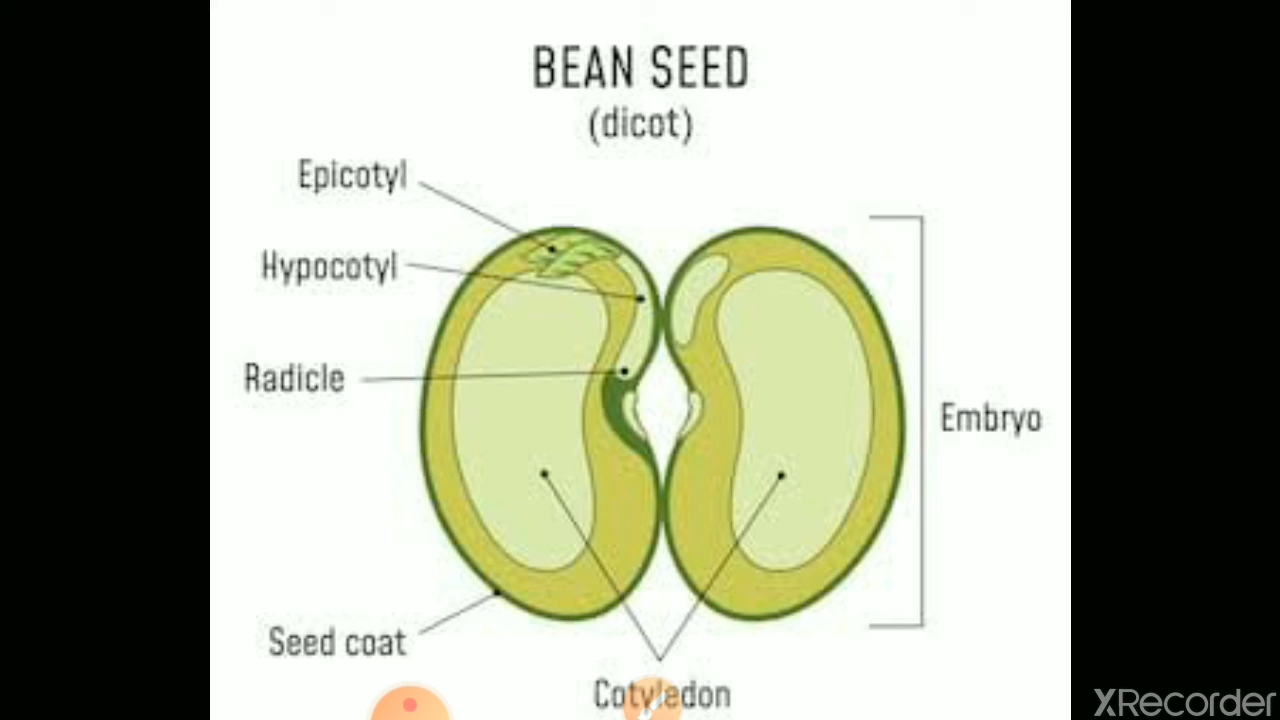 BEAN SEED
(dicot)
Epicotyl
Hypocotyl
Radicle
Embryo
Seed coat
Cotyledon
XRecorder